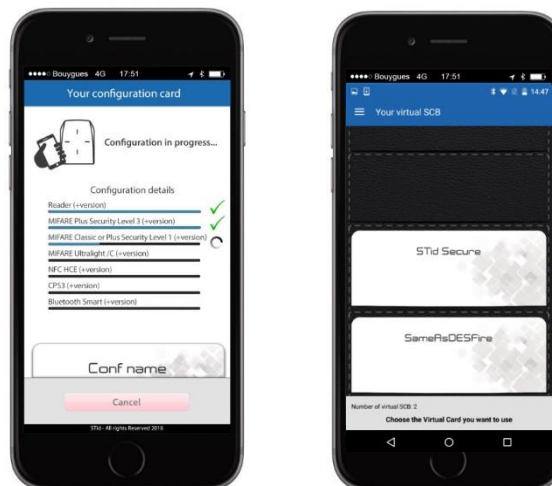 Bouygues 4G 17:51
Your configuration card
Configuration in progress...
Configuration details
Reader (+version)
MIFARE Plus Security Level 3 (+version)
MIFARE Classic or Plus Security Level 1 (+version)
MIFARE Ultralight /C (+version)
NFC HCE (+version)
CPS3 (+version)
Bluetooth Smart (+version)
Conf name
Cancel
STid - All rights Reserved 2016
Bouygues 4G 17:51
14:47
Your virtual SCB
STid Secure
SameAsDESFire
Number of virtual SCB: 2
Choose the Virtual Card you want to use